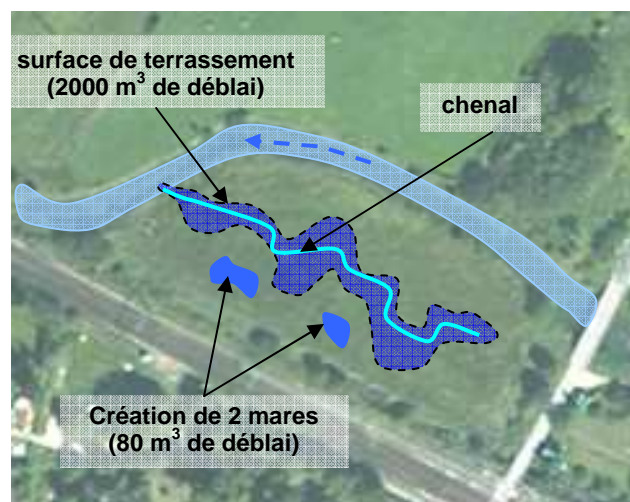 surface de terrassement
(2000 m³ de déblai)
chenal
Création de 2 mares
(80 m³ de déblai)